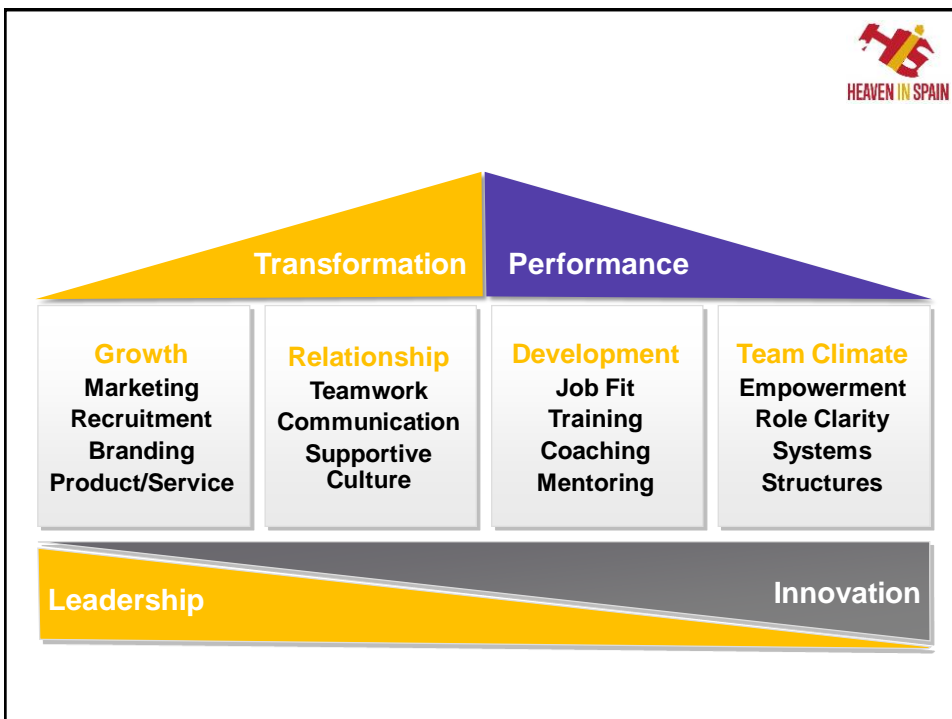 HEAVEN IN SPAIN
Transformation
Performance
Growth
Marketing
Recruitment
Branding
Product/Service
Relationship
Teamwork
Communication
Supportive
Culture
Development
Job Fit
Training
Coaching
Mentoring
Team Climate
Empowerment
Role Clarity
Systems
Structures
Leadership
Innovation